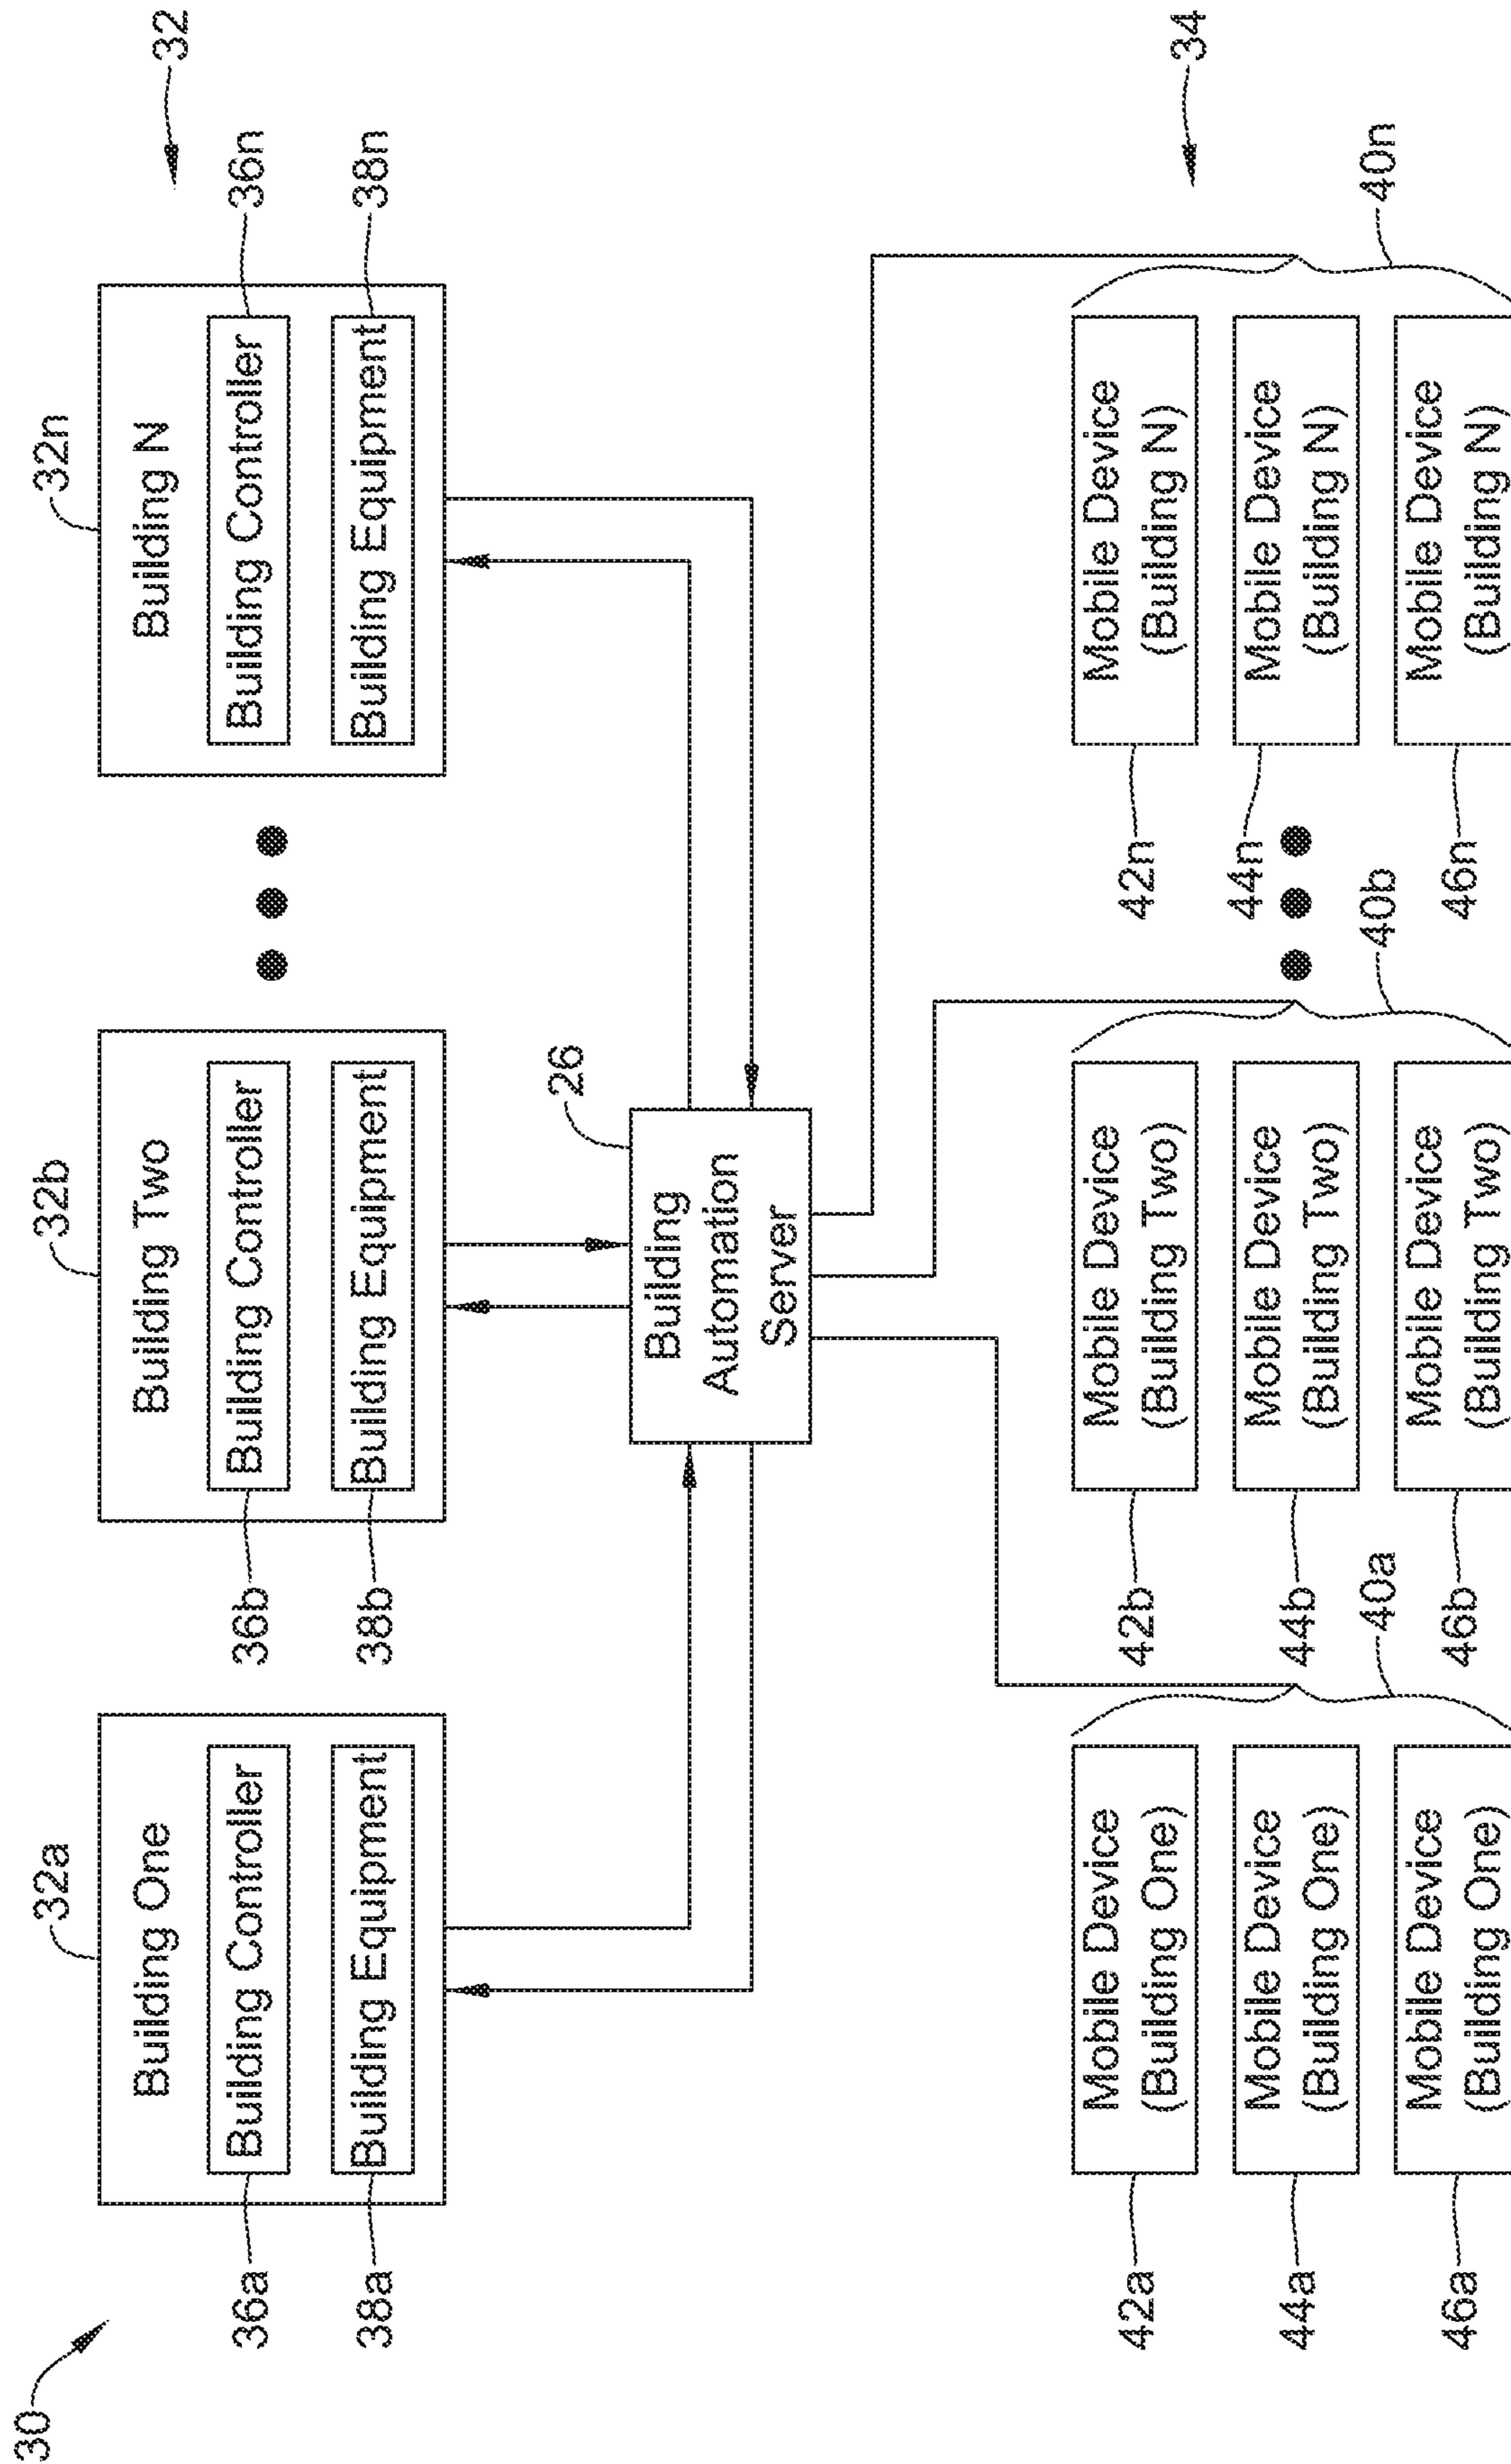 30
32
32a
32b
32n
Building One
Building Two
Building N
36a
Building Controller
36b
Building Controller
Building Controller
36n
38a
Building Equipment
38b
Building Equipment
Building Equipment
38n
26
Building
Automation
Server
34
42a
Mobile Device
(Building One)
42b
Mobile Device
(Building Two)
42n
Mobile Device
(Building N)
44a
Mobile Device
(Building One)
44b
Mobile Device
(Building Two)
44n
Mobile Device
(Building N)
40a
40b
40n
46a
Mobile Device
(Building One)
46b
Mobile Device
(Building Two)
46n
Mobile Device
(Building N)